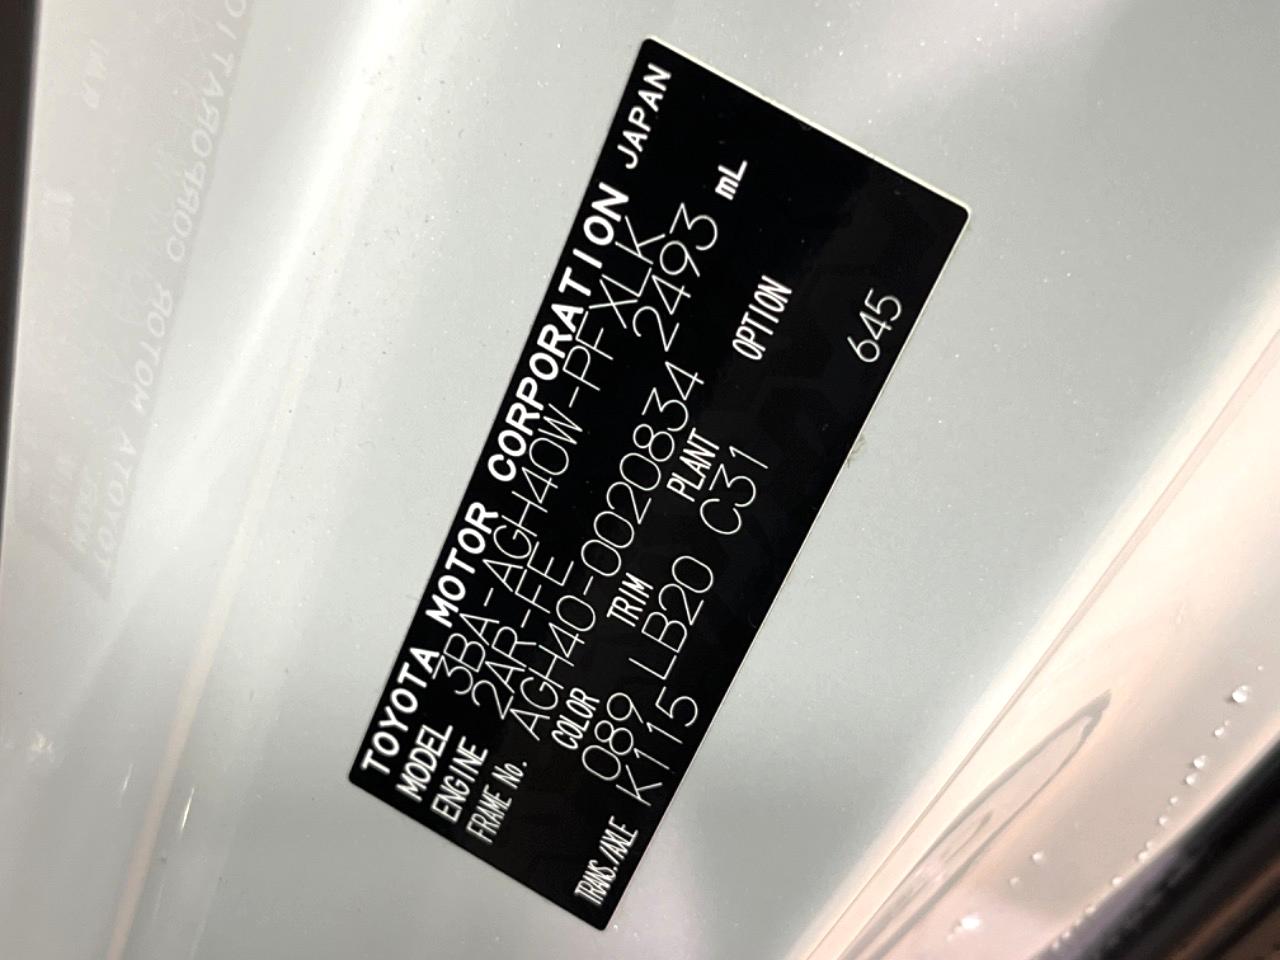 TOYOTA MOTOR CORPORATION JAPAN
MODEL 3BA-AGH40W-PFXLK
ENGINE 2AR-FE 2493 mL
FRAME No. AGH40-0020834
COLOR TRIM PLANT OPTION
089 LB20 C31
TRANS./AXLE K115 645